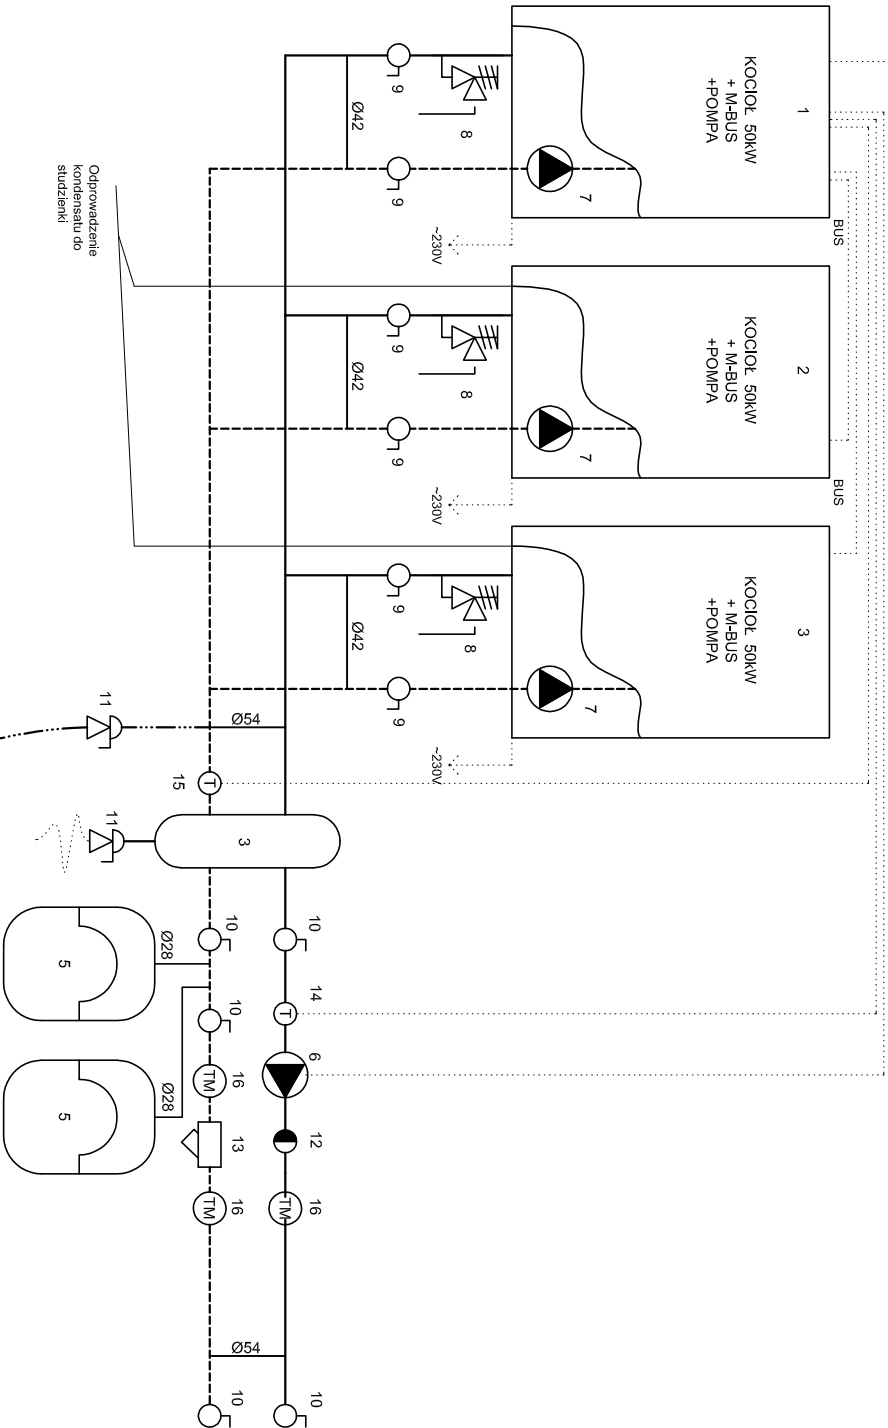 1
KOCIOŁ 50kW
+ M-BUS
+POMPA
7
9
9
8
Ø42
~230V
BUS
2
KOCIOŁ 50kW
+ M-BUS
+POMPA
7
9
9
8
Ø42
~230V
BUS
3
KOCIOŁ 50kW
+ M-BUS
+POMPA
7
9
9
8
Ø42
~230V
Odprowadzenie
kondensatu do
studzienki
Ø54
11
15
T
3
11
10
10
14
T
10
6
16
TM
12
13
16
TM
16
TM
5
Ø28
5
Ø28
Ø54
10
10